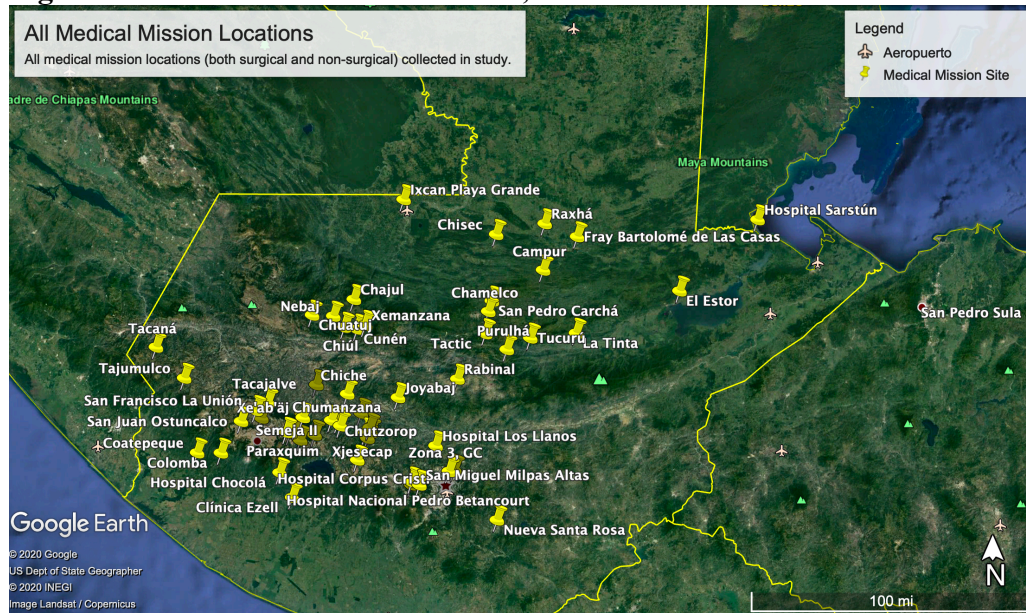 All Medical Mission Locations
All medical mission locations (both surgical and non-surgical) collected in study.
Legend
Aeropuerto
Medical Mission Site
adre de Chiapas Mountains
Maya Mountains
Ixcan Playa Grande
Raxhá
Hospital Sarstún
Chisec
Fray Bartolomé de Las Casas
Campur
Chajul
Chamelco
El Estor
Nebaj
Xemanzana
San Pedro Carchá
San Pedro Sula
Chuatuj
Cunén
Purulhá
Tucurú
Tacaná
Chiúl
Tactic
La Tinta
Tajumulco
Chiche
Rabinal
Tacajalve
Joyabaj
San Francisco La Unión
Xe'ab'äj
Chumanzana
San Juan Ostuncalco
Semejá II
Chutzorop
Coatepeque
Hospital Los Llanos
Paraxquim
Xjesecap
Zona 3, GC
Colomba
Hospital Chocolá
Hospital Corpus Crist
San Miguel Milpas Altas
Clínica Ezell
Hospital Nacional Pedro Betancourt
Nueva Santa Rosa
Google Earth
© 2020 Google
US Dept of State Geographer
© 2020 INEGI
Image Landsat / Copernicus
N
100 mi